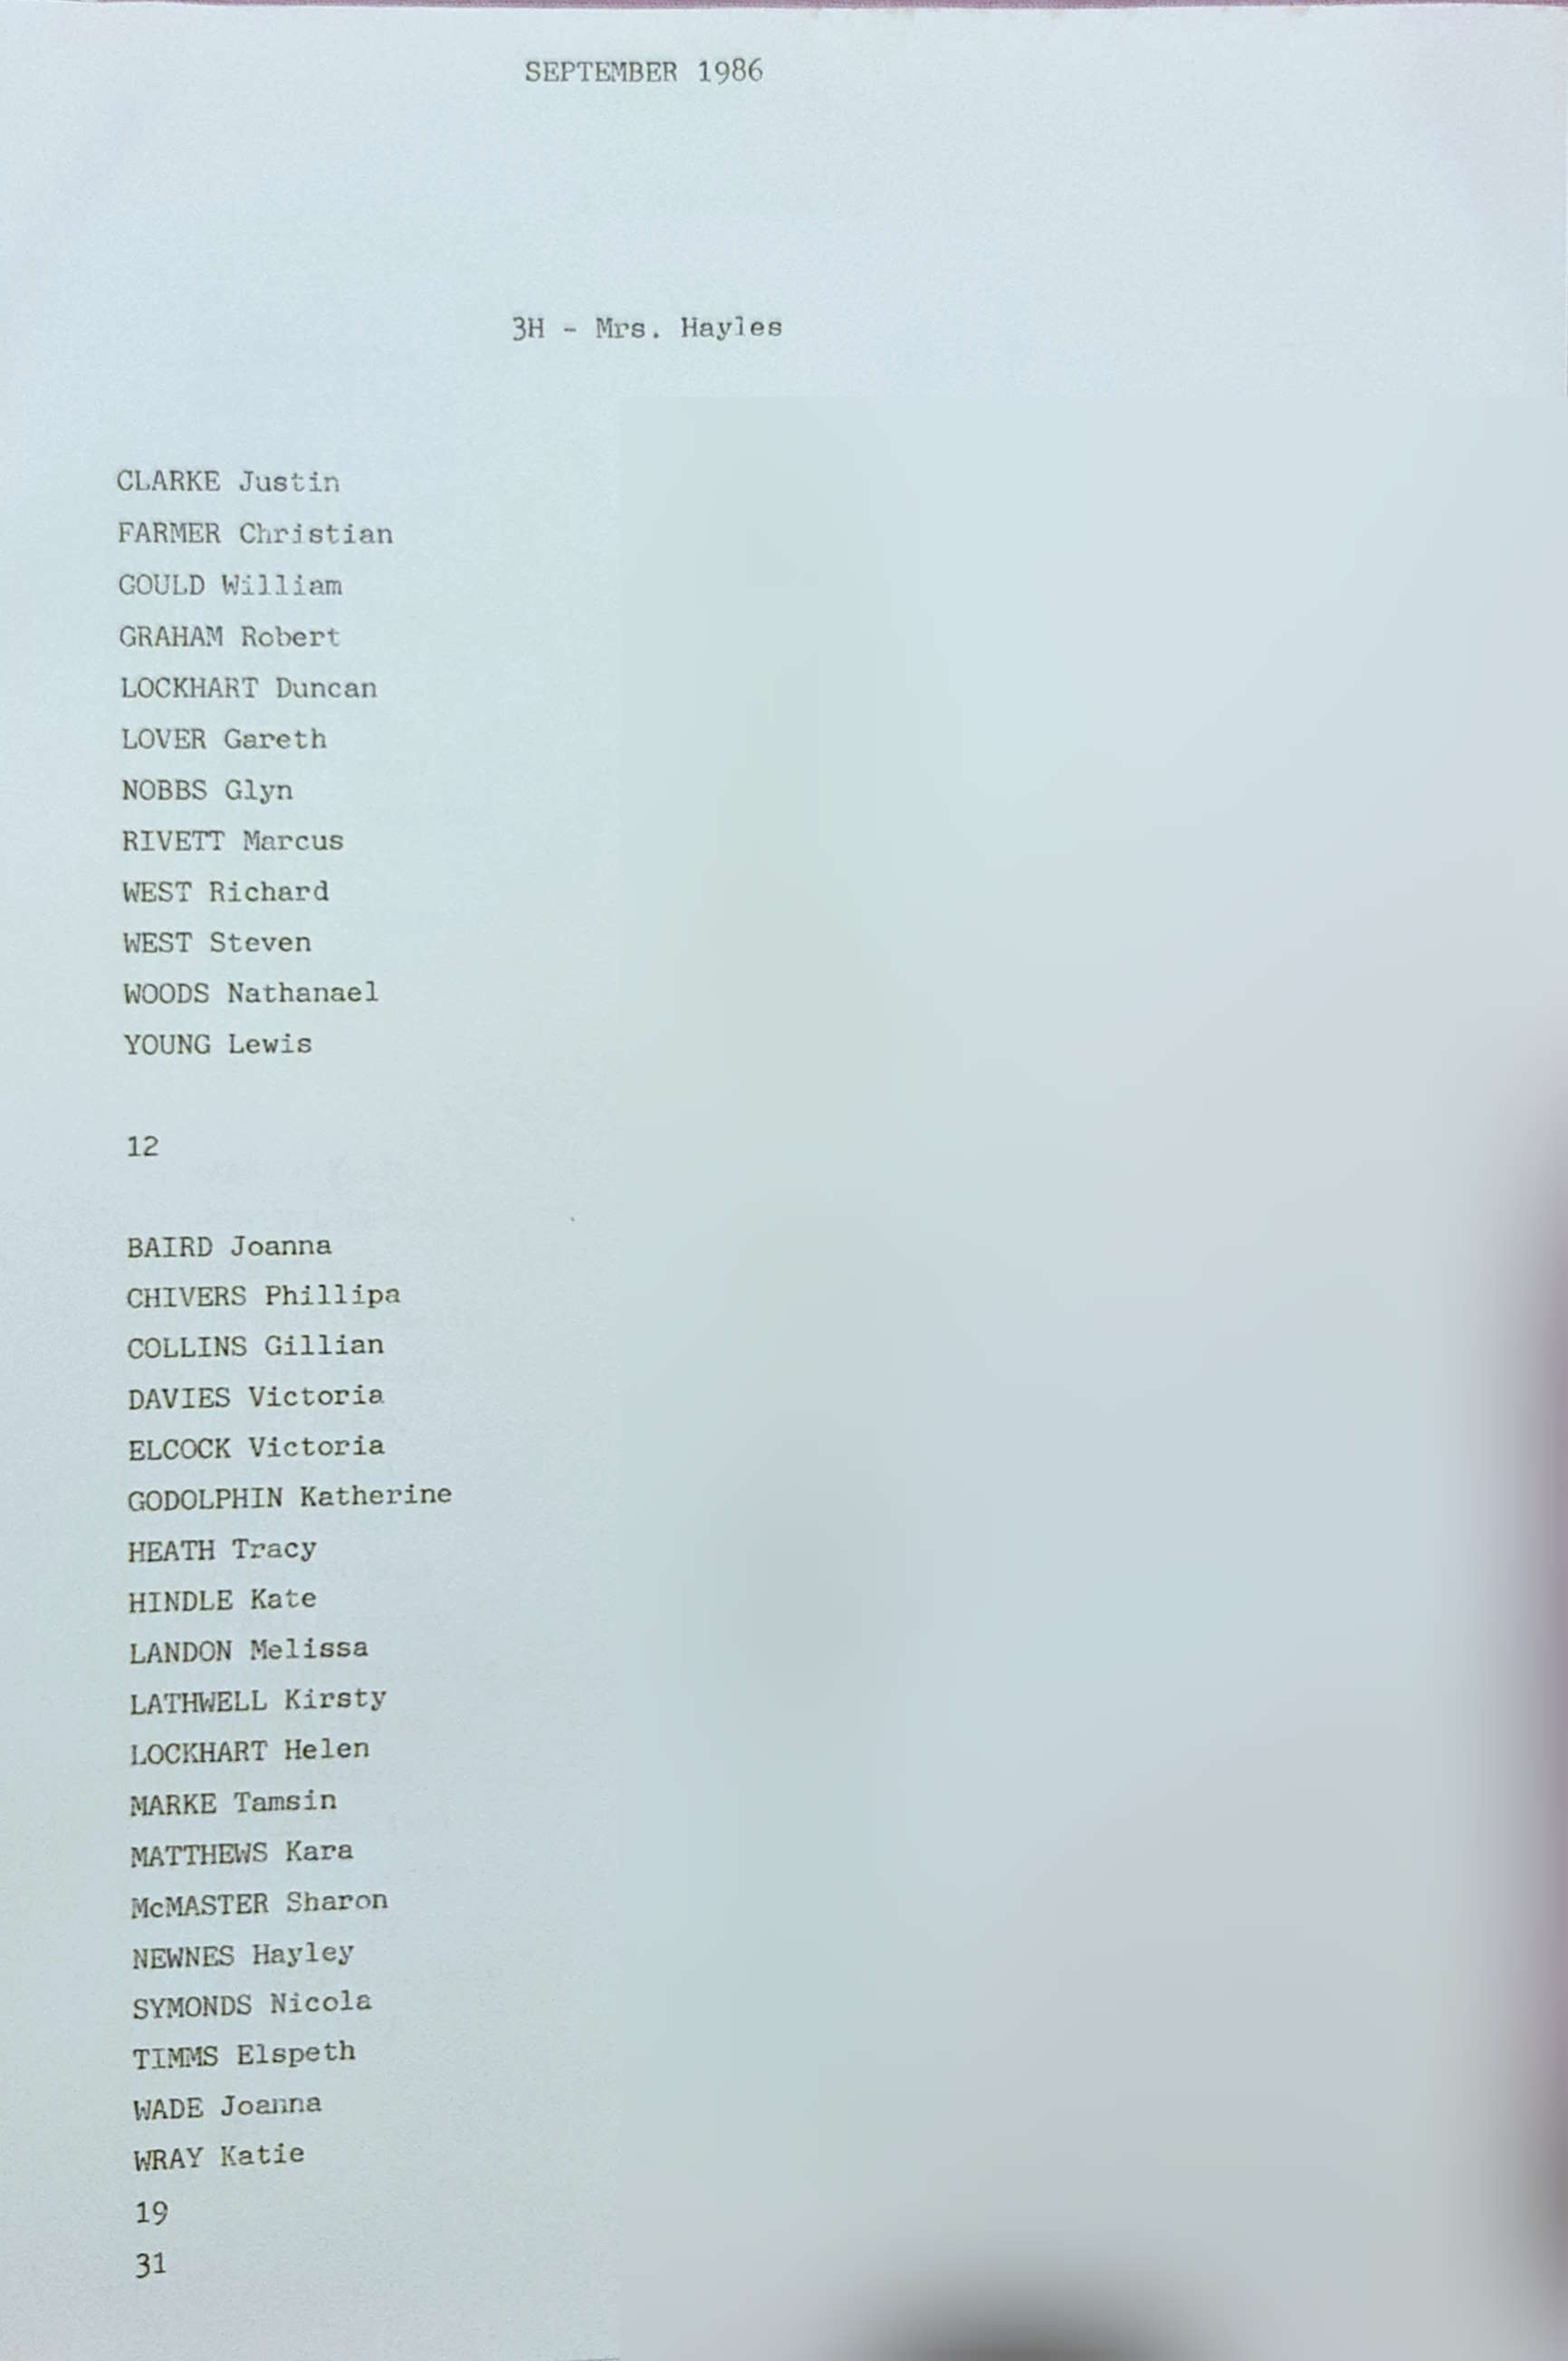 SEPTEMBER 1986
3H - Mrs. Hayles
CLARKE Justin
FARMER Christian
GOULD William
GRAHAM Robert
LOCKHART Duncan
LOVER Gareth
NOBBS Glyn
RIVETT Marcus
WEST Richard
WEST Steven
WOODS Nathanael
YOUNG Lewis
12
BAIRD Joanna
CHIVERS Phillipa
COLLINS Gillian
DAVIES Victoria
ELCOCK Victoria
GODOLPHIN Katherine
HEATH Tracy
HINDLE Kate
LANDON Melissa
LATHWELL Kirsty
LOCKHART Helen
MARKE Tamsin
MATTHEWS Kara
McMASTER Sharon
NEWNES Hayley
SYMONDS Nicola
TIMMS Elspeth
WADE Joanna
WRAY Katie
19
31